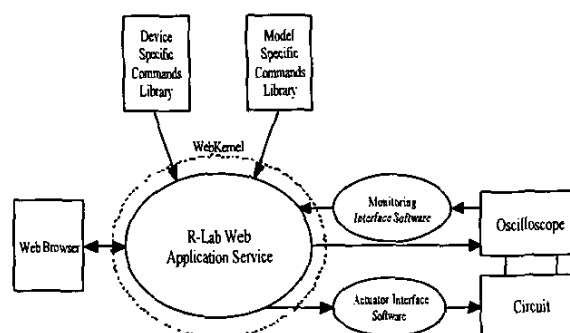 Device
Specific
Commands
Library
Model
Specific
Commands
Library
WebKernel
Web Browser
R-Lab Web
Application Service
Monitoring
Interface Software
Oscilloscope
Actuator Interface
Software
Circuit